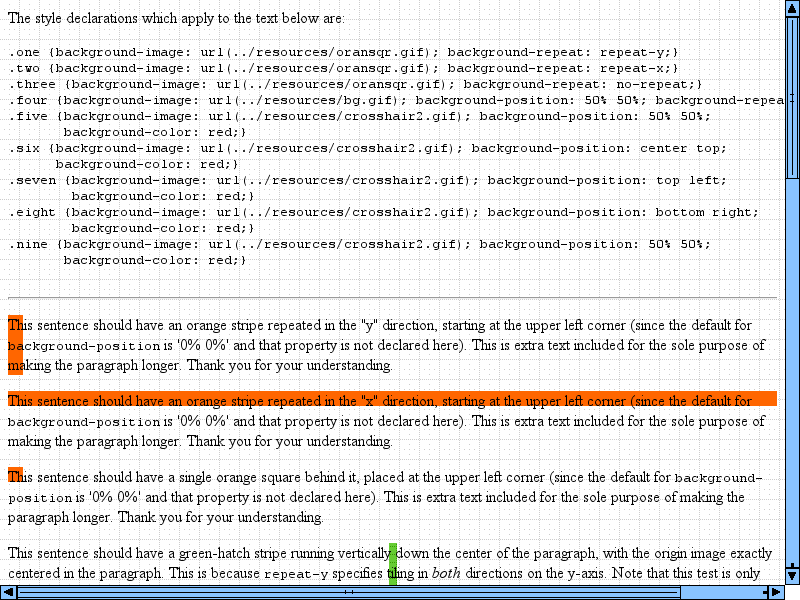 The style declarations which apply to the text below are:
.one {background-image: url(../resources/oransqr.gif); background-repeat: repeat-y;}
.two {background-image: url(../resources/oransqr.gif); background-repeat: repeat-x;}
.three {background-image: url(../resources/oransqr.gif); background-repeat: no-repeat;}
.four {background-image: url(../resources/bg.gif); background-position: 50% 50%; background-repea
.five {background-image: url(../resources/crosshair2.gif); background-position: 50% 50%;
background-color: red;}
.six {background-image: url(../resources/crosshair2.gif); background-position: center top;
background-color: red;}
.seven {background-image: url(../resources/crosshair2.gif); background-position: top left;
background-color: red;}
.eight {background-image: url(../resources/crosshair2.gif); background-position: bottom right;
background-color: red;}
.nine {background-image: url(../resources/crosshair2.gif); background-position: 50% 50%;
background-color: red;}
This sentence should have an orange stripe repeated in the "y" direction, starting at the upper left corner (since the default for
background-position is '0% 0%' and that property is not declared here). This is extra text included for the sole purpose of
making the paragraph longer. Thank you for your understanding.
This sentence should have an orange stripe repeated in the "x" direction, starting at the upper left corner (since the default for
background-position is '0% 0%' and that property is not declared here). This is extra text included for the sole purpose of
making the paragraph longer. Thank you for your understanding.
This sentence should have a single orange square behind it, placed at the upper left corner (since the default for background-
position is '0% 0%' and that property is not declared here). This is extra text included for the sole purpose of making the
paragraph longer. Thank you for your understanding.
This sentence should have a green-hatch stripe running vertically down the center of the paragraph, with the origin image exactly
centered in the paragraph. This is because repeat-y specifies tiling in both directions on the y-axis. Note that this test is only